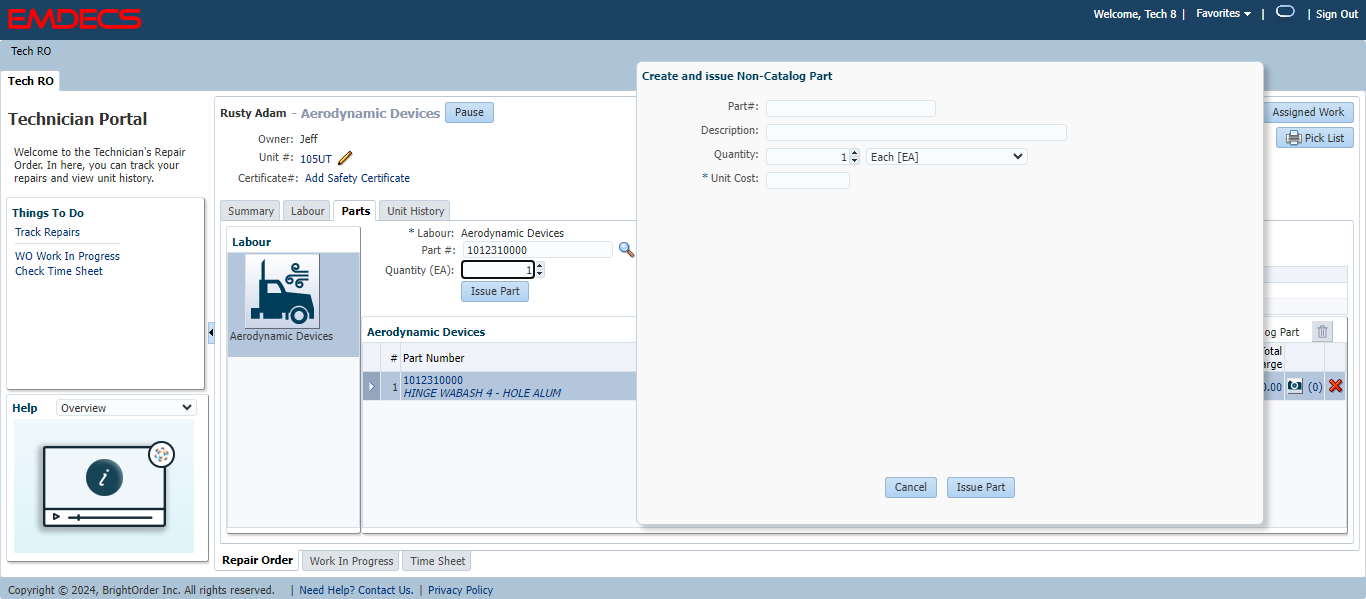 EMDECS
Welcome, Tech 8 | Favorites | | Sign Out
Tech RO
Tech RO
Technician Portal
Welcome to the Technician's Repair
Order. In here, you can track your
repairs and view unit history.
Things To Do
Track Repairs
WO Work In Progress
Check Time Sheet
Help Overview
i
Rusty Adam - Aerodynamic Devices Pause
Owner: Jeff
Unit #: 105UT
Certificate#: Add Safety Certificate
Assigned Work
Pick List
Summary Labour Parts Unit History
Labour
Aerodynamic Devices
* Labour: Aerodynamic Devices
Part #: 1012310000
Quantity (EA): 1
Issue Part
Aerodynamic Devices
og Part
# Part Number
Total
arge
1 1012310000
HINGE WABASH 4 - HOLE ALUM
0.00 (0)
Create and issue Non-Catalog Part
Part#:
Description:
Quantity: 1 Each [EA]
* Unit Cost:
Cancel Issue Part
Repair Order Work In Progress Time Sheet
Copyright © 2024, BrightOrder Inc. All rights reserved. | Need Help? Contact Us. | Privacy Policy